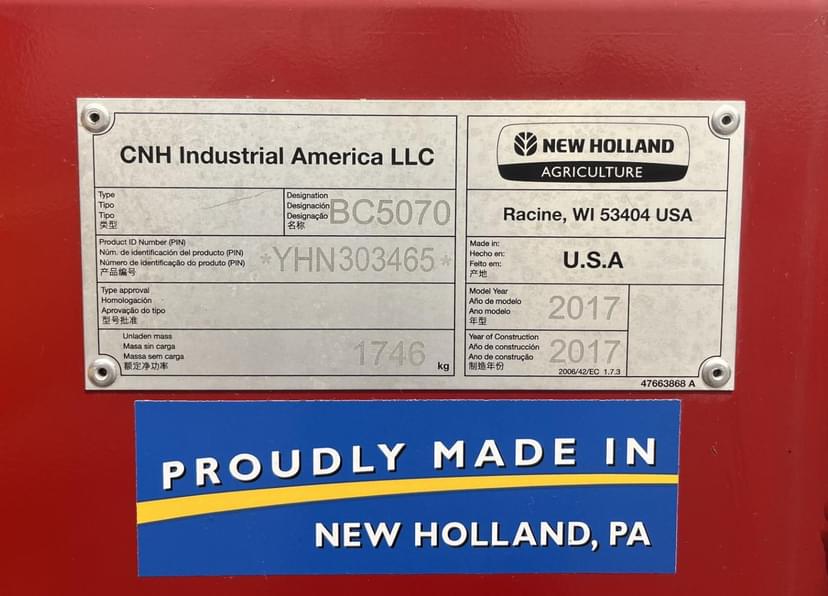 CNH Industrial America LLC
Type
Tipo
Tipo
类型
Designation
Designación
Designação
名称
BC5070
Product ID Number (PIN)
Núm. de identificación del producto (PIN)
Número de identificação do produto (PIN)
产品编号
*YHN303465*
Type approval
Homologación
Aprovação do tipo
型号批准
Unladen mass
Masa sin carga
Massa sem carga
额定净功率
1746
kg
NEW HOLLAND
AGRICULTURE
Racine, WI 53404 USA
Made in:
Hecho en:
Feito em:
产地
U.S.A
Model Year
Año de modelo
Ano modelo
年型
2017
Year of Construction
Año de construcción
Ano de construção
制造年份
2017
2006/42/EC 1.7.3
47663868 A
PROUDLY MADE IN
NEW HOLLAND, PA